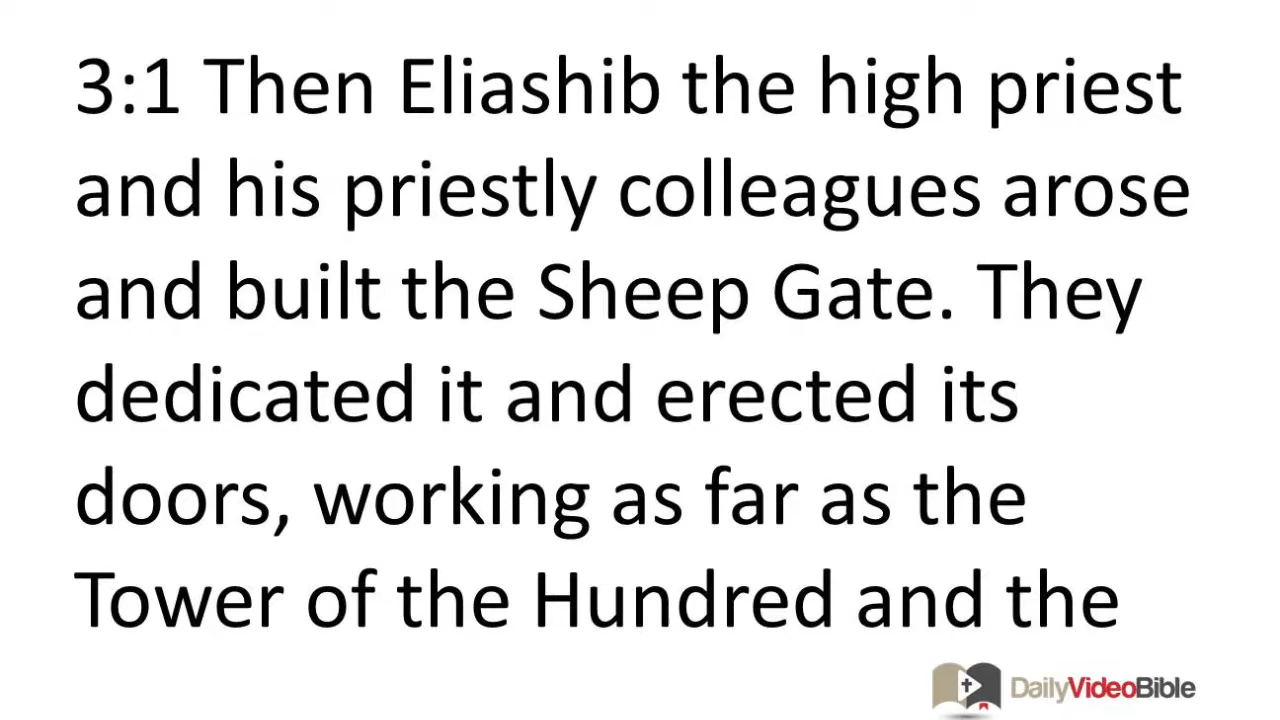 3:1 Then Eliashib the high priest
and his priestly colleagues arose
and built the Sheep Gate. They
dedicated it and erected its
doors, working as far as the
Tower of the Hundred and the
DailyVideoBible